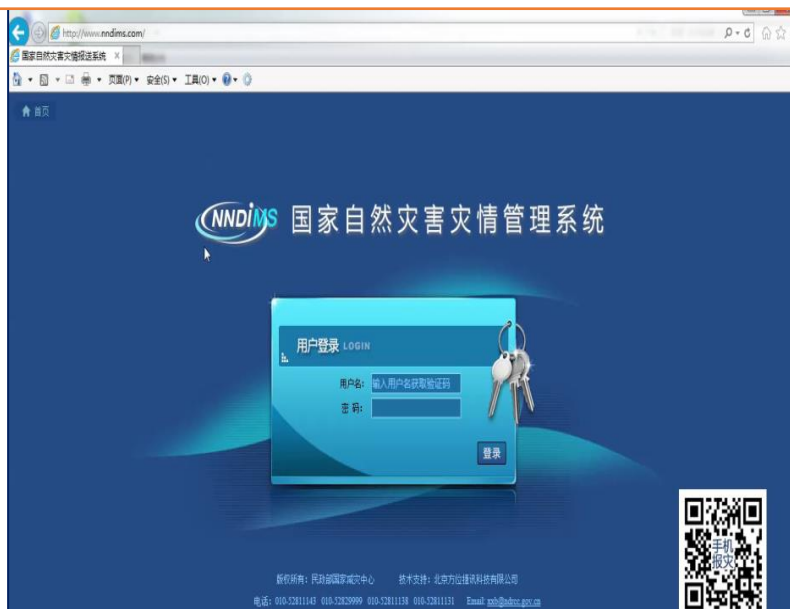 http://www.nndims.com/
国家自然灾害灾情报送系统 ×
页面(P) 安全(S) 工具(O)
首页
NNDiMS 国家自然灾害灾情管理系统
用户登录 LOGIN
用户名: 输入用户名获取验证码
密 码:
登录
手机
报灾
版权所有: 民政部国家减灾中心 技术支持: 北京方位捷讯科技有限公司
电话: 010-52811143 010-52829999 010-52811138 010-52811131 Email: yxb@ndrcc.gov.cn